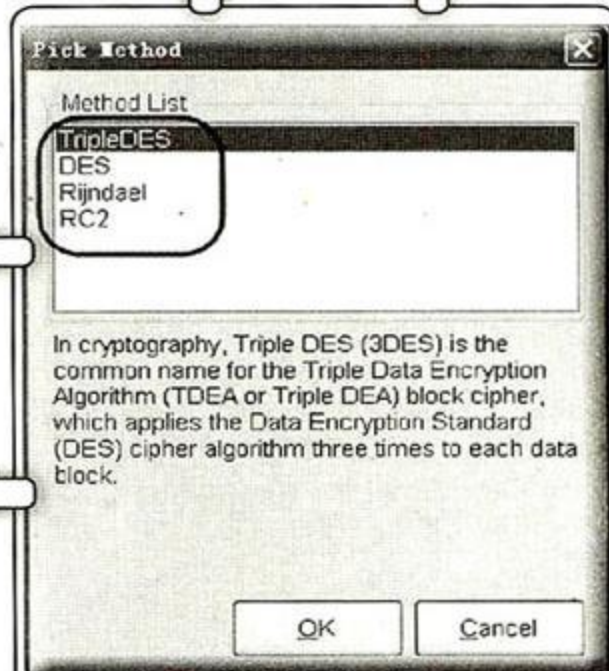 Pick Method
Method List
TripleDES
DES
Rijndael
RC2
In cryptography, Triple DES (3DES) is the
common name for the Triple Data Encryption
Algorithm (TDEA or Triple DEA) block cipher,
which applies the Data Encryption Standard
(DES) cipher algorithm three times to each data
block.
OK
Cancel